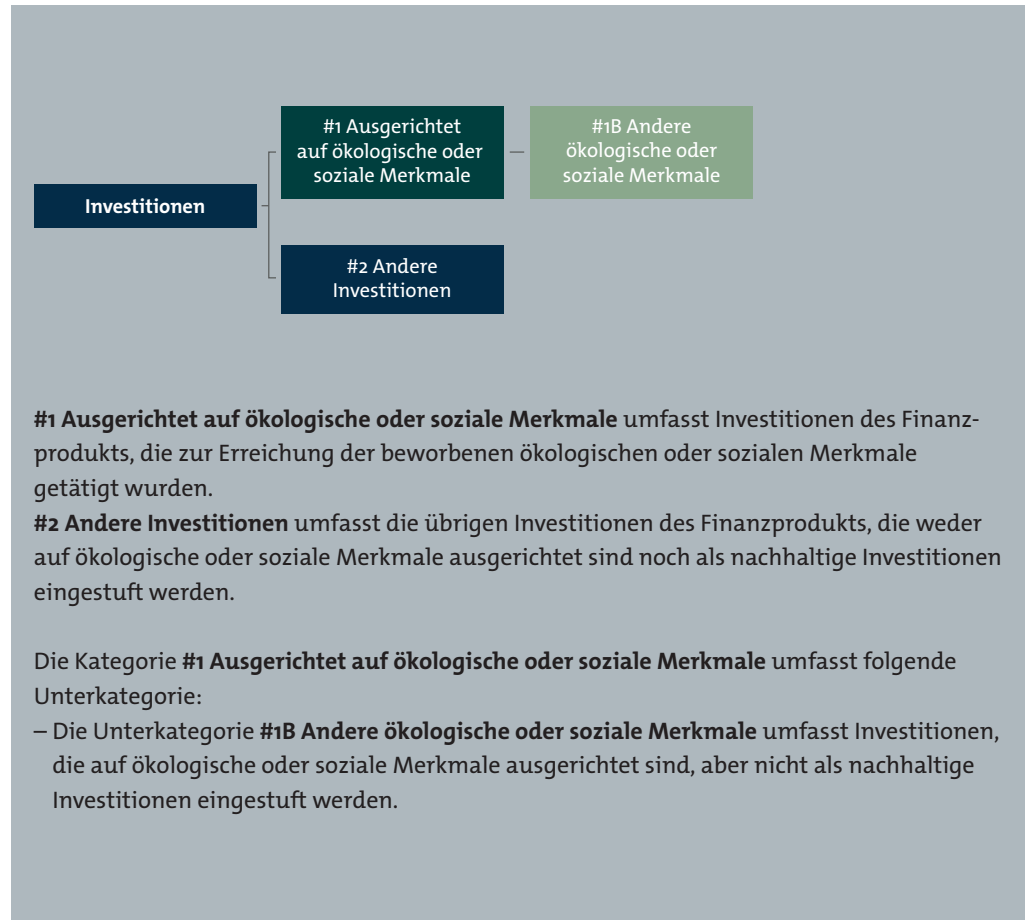 #1 Ausgerichtet
auf ökologische oder
soziale Merkmale
#1B Andere
ökologische oder
soziale Merkmale
Investitionen
#2 Andere
Investitionen
#1 Ausgerichtet auf ökologische oder soziale Merkmale umfasst Investitionen des Finanz-
produkts, die zur Erreichung der beworbenen ökologischen oder sozialen Merkmale
getätigt wurden.
#2 Andere Investitionen umfasst die übrigen Investitionen des Finanzprodukts, die weder
auf ökologische oder soziale Merkmale ausgerichtet sind noch als nachhaltige Investitionen
eingestuft werden.
Die Kategorie #1 Ausgerichtet auf ökologische oder soziale Merkmale umfasst folgende
Unterkategorie:
– Die Unterkategorie #1B Andere ökologische oder soziale Merkmale umfasst Investitionen,
die auf ökologische oder soziale Merkmale ausgerichtet sind, aber nicht als nachhaltige
Investitionen eingestuft werden.